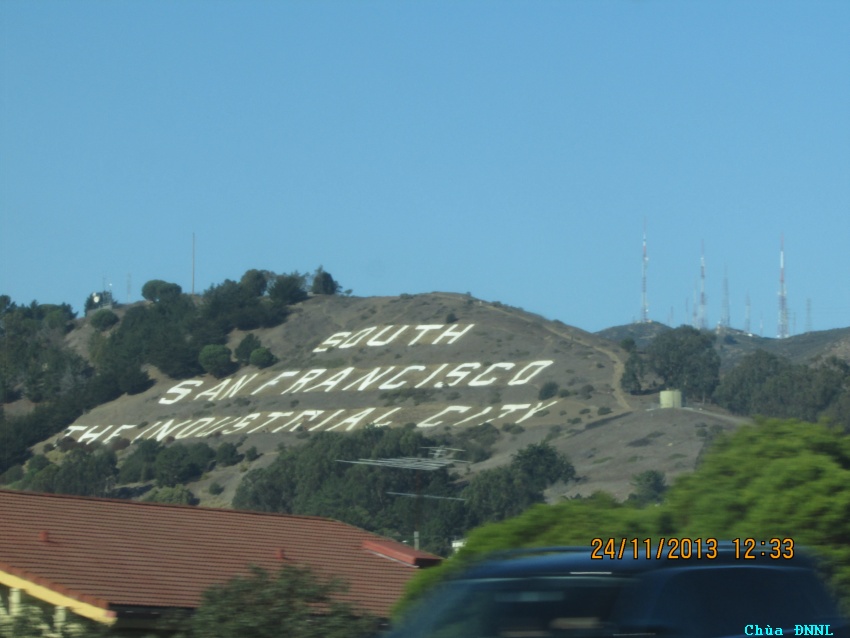 SOUTH
SAN FRANCISCO
THE INDUSTRIAL CITY
24/11/2013 12:33
Chùa ĐNNL